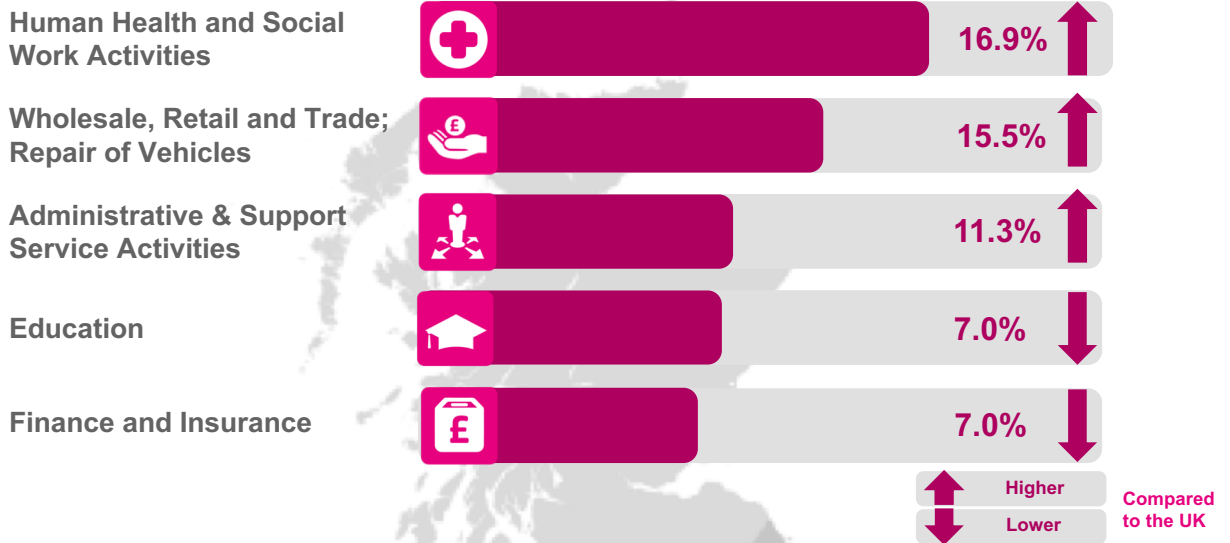 Human Health and Social
Work Activities
16.9%
Wholesale, Retail and Trade;
Repair of Vehicles
£
15.5%
Administrative & Support
Service Activities
11.3%
Education
7.0%
Finance and Insurance
£
7.0%
Higher
Lower
Compared
to the UK